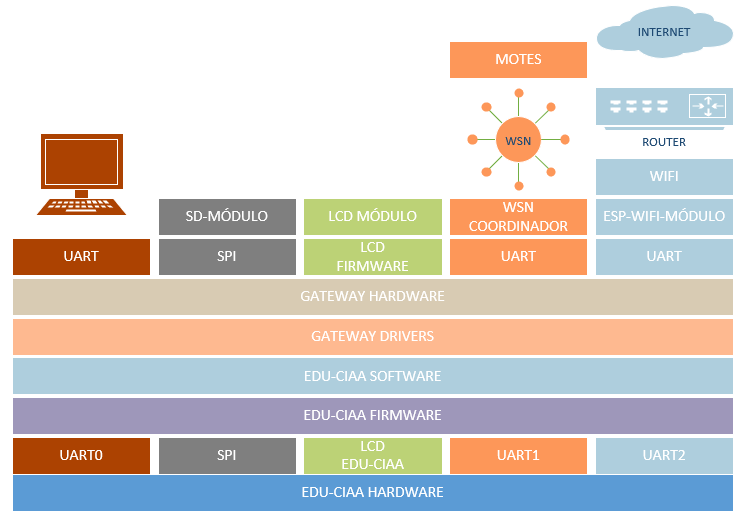 INTERNET
MOTES
WSN
ROUTER
WIFI
SD-MÓDULO
LCD MÓDULO
WSN
COORDINADOR
ESP-WIFI-MÓDULO
UART
SPI
LCD
FIRMWARE
UART
UART
GATEWAY HARDWARE
GATEWAY DRIVERS
EDU-CIAA SOFTWARE
EDU-CIAA FIRMWARE
UART0
SPI
LCD
EDU-CIAA
UART1
UART2
EDU-CIAA HARDWARE